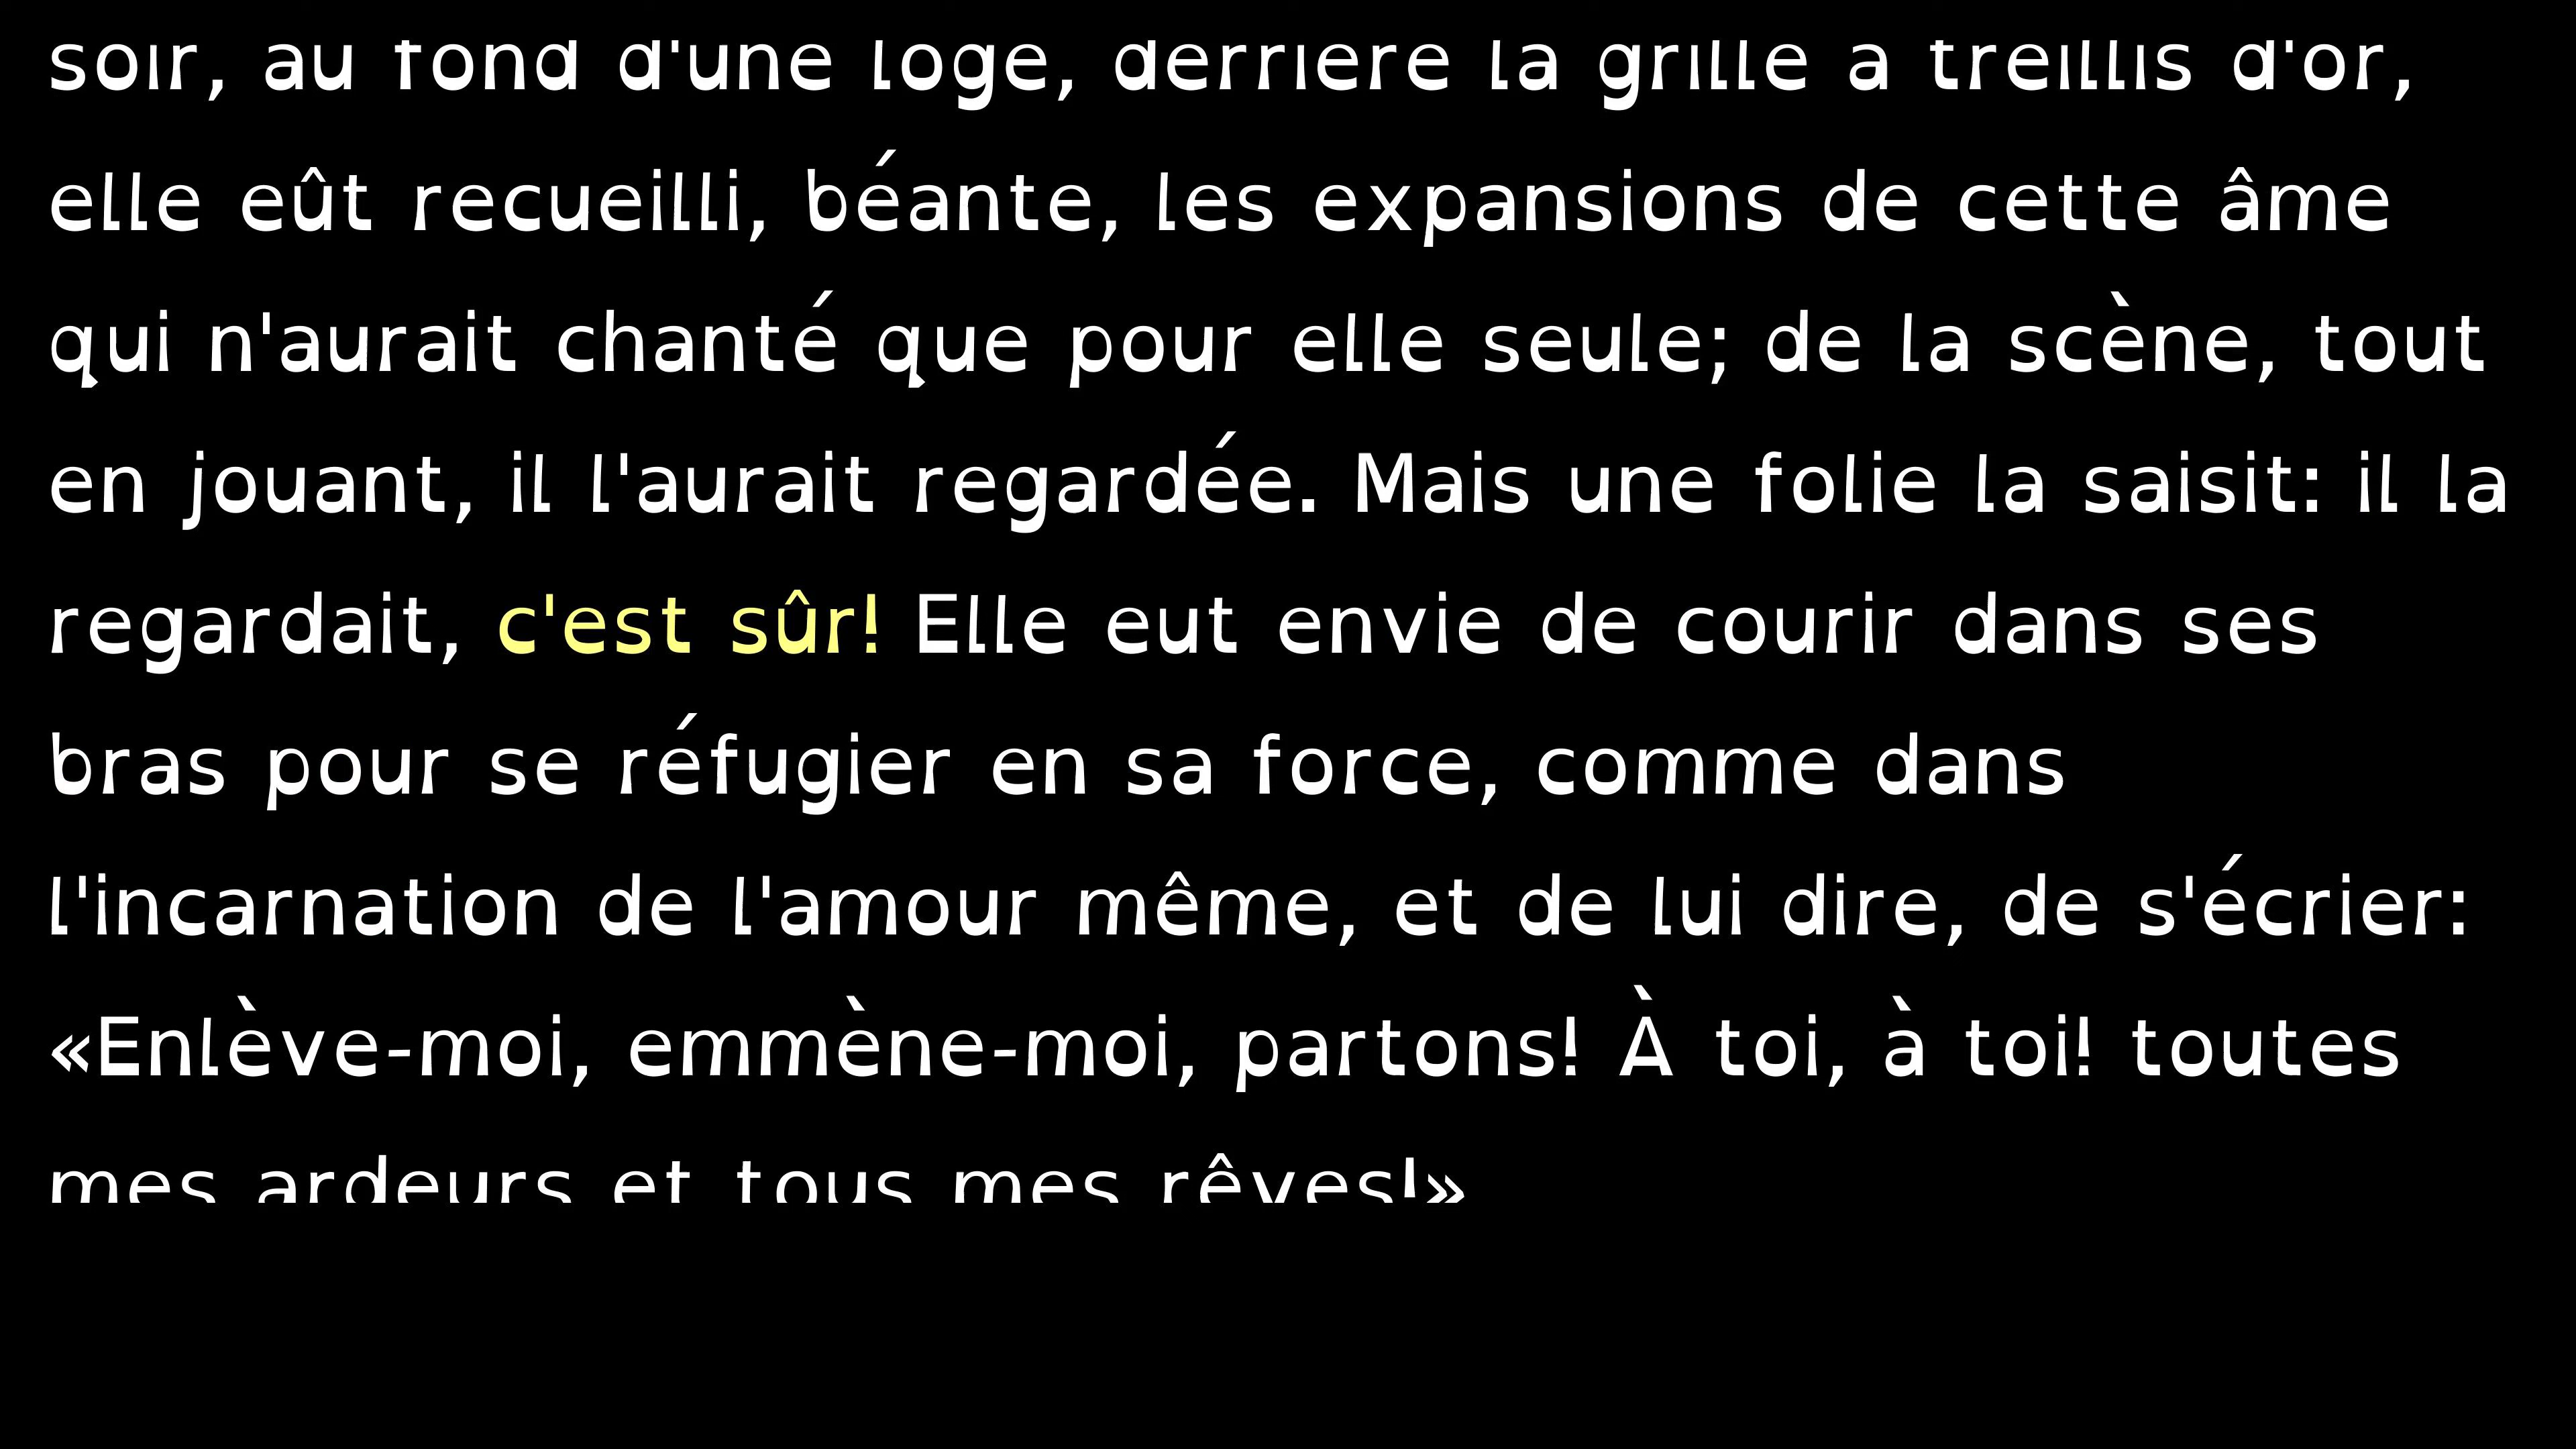 soir, au fond d'une loge, derrière la grille à treillis d'or,
elle eût recueilli, béante, les expansions de cette âme
qui n'aurait chanté que pour elle seule; de la scène, tout
en jouant, il l'aurait regardée. Mais une folie la saisit: il la
regardait, c'est sûr! Elle eut envie de courir dans ses
bras pour se réfugier en sa force, comme dans
l'incarnation de l'amour même, et de lui dire, de s'écrier:
«Enlève-moi, emmène-moi, partons! À toi, à toi! toutes
mes ardeurs et tous mes rêves!»